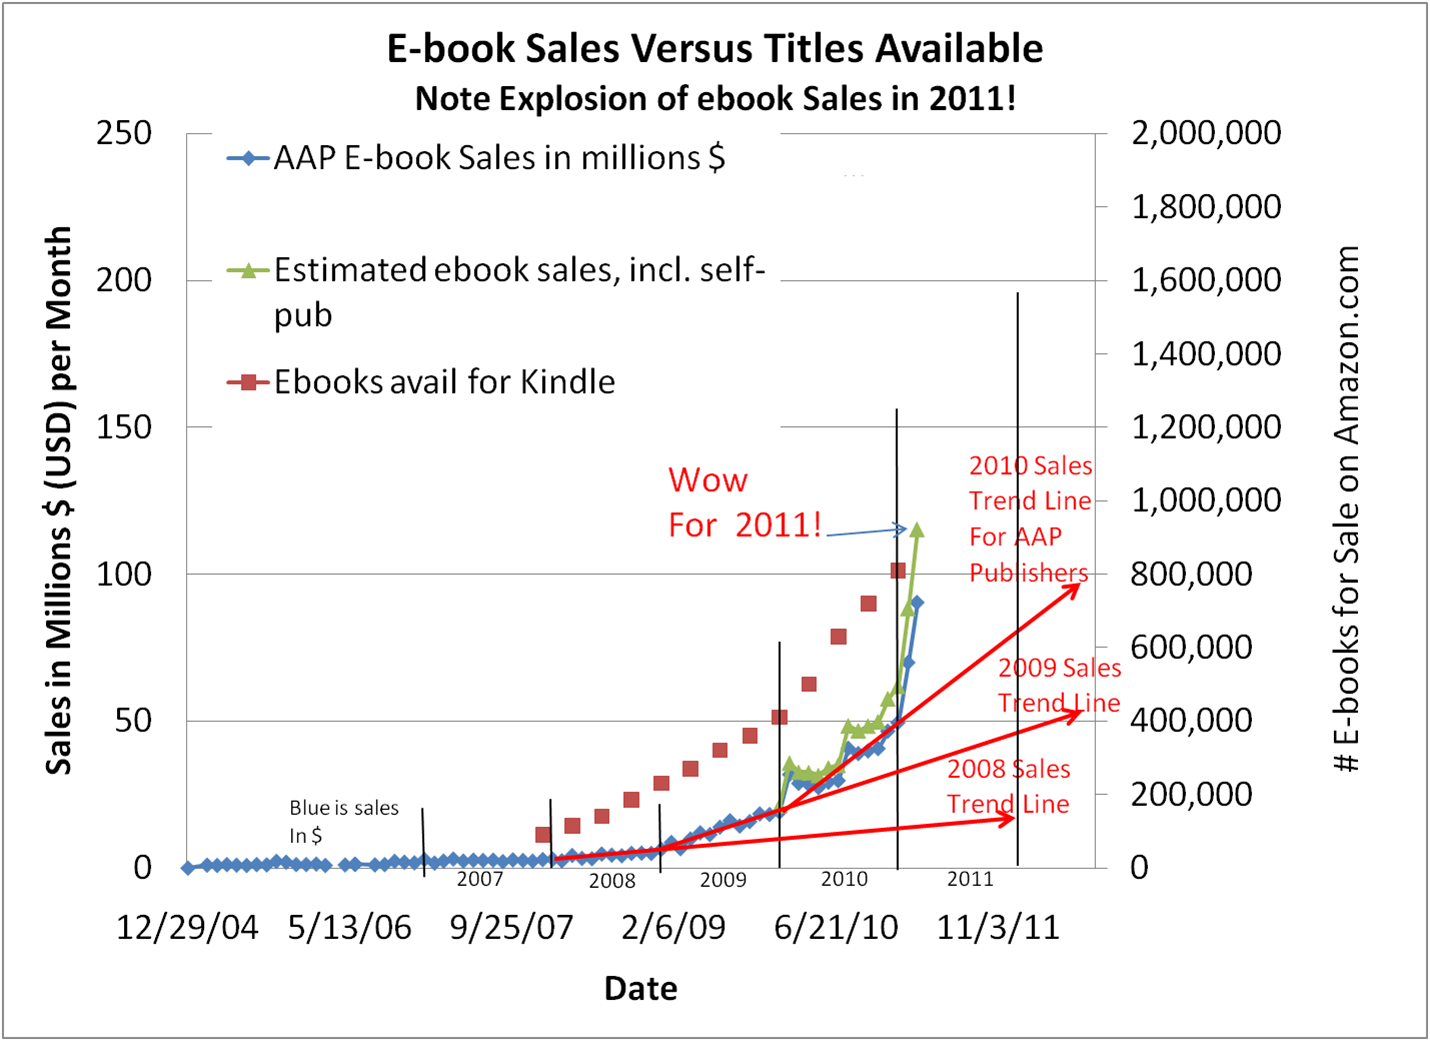 E-book Sales Versus Titles Available
Note Explosion of ebook Sales in 2011!
Sales in Millions $ (USD) per Month
250
200
150
100
50
0
AAP E-book Sales in millions $
Estimated ebook sales, incl. self-
pub
Ebooks avail for Kindle
...
Wow
For 2011!
2010 Sales
Trend Line
For AAP
Publishers
2009 Sales
Trend Line
2008 Sales
Trend Line
Blue is sales
In $
2007
2008
2009
2010
2011
2,000,000
1,800,000
1,600,000
1,400,000
1,200,000
1,000,000
800,000
600,000
400,000
200,000
0
# E-books for Sale on Amazon.com
12/29/04
5/13/06
9/25/07
2/6/09
6/21/10
11/3/11
Date